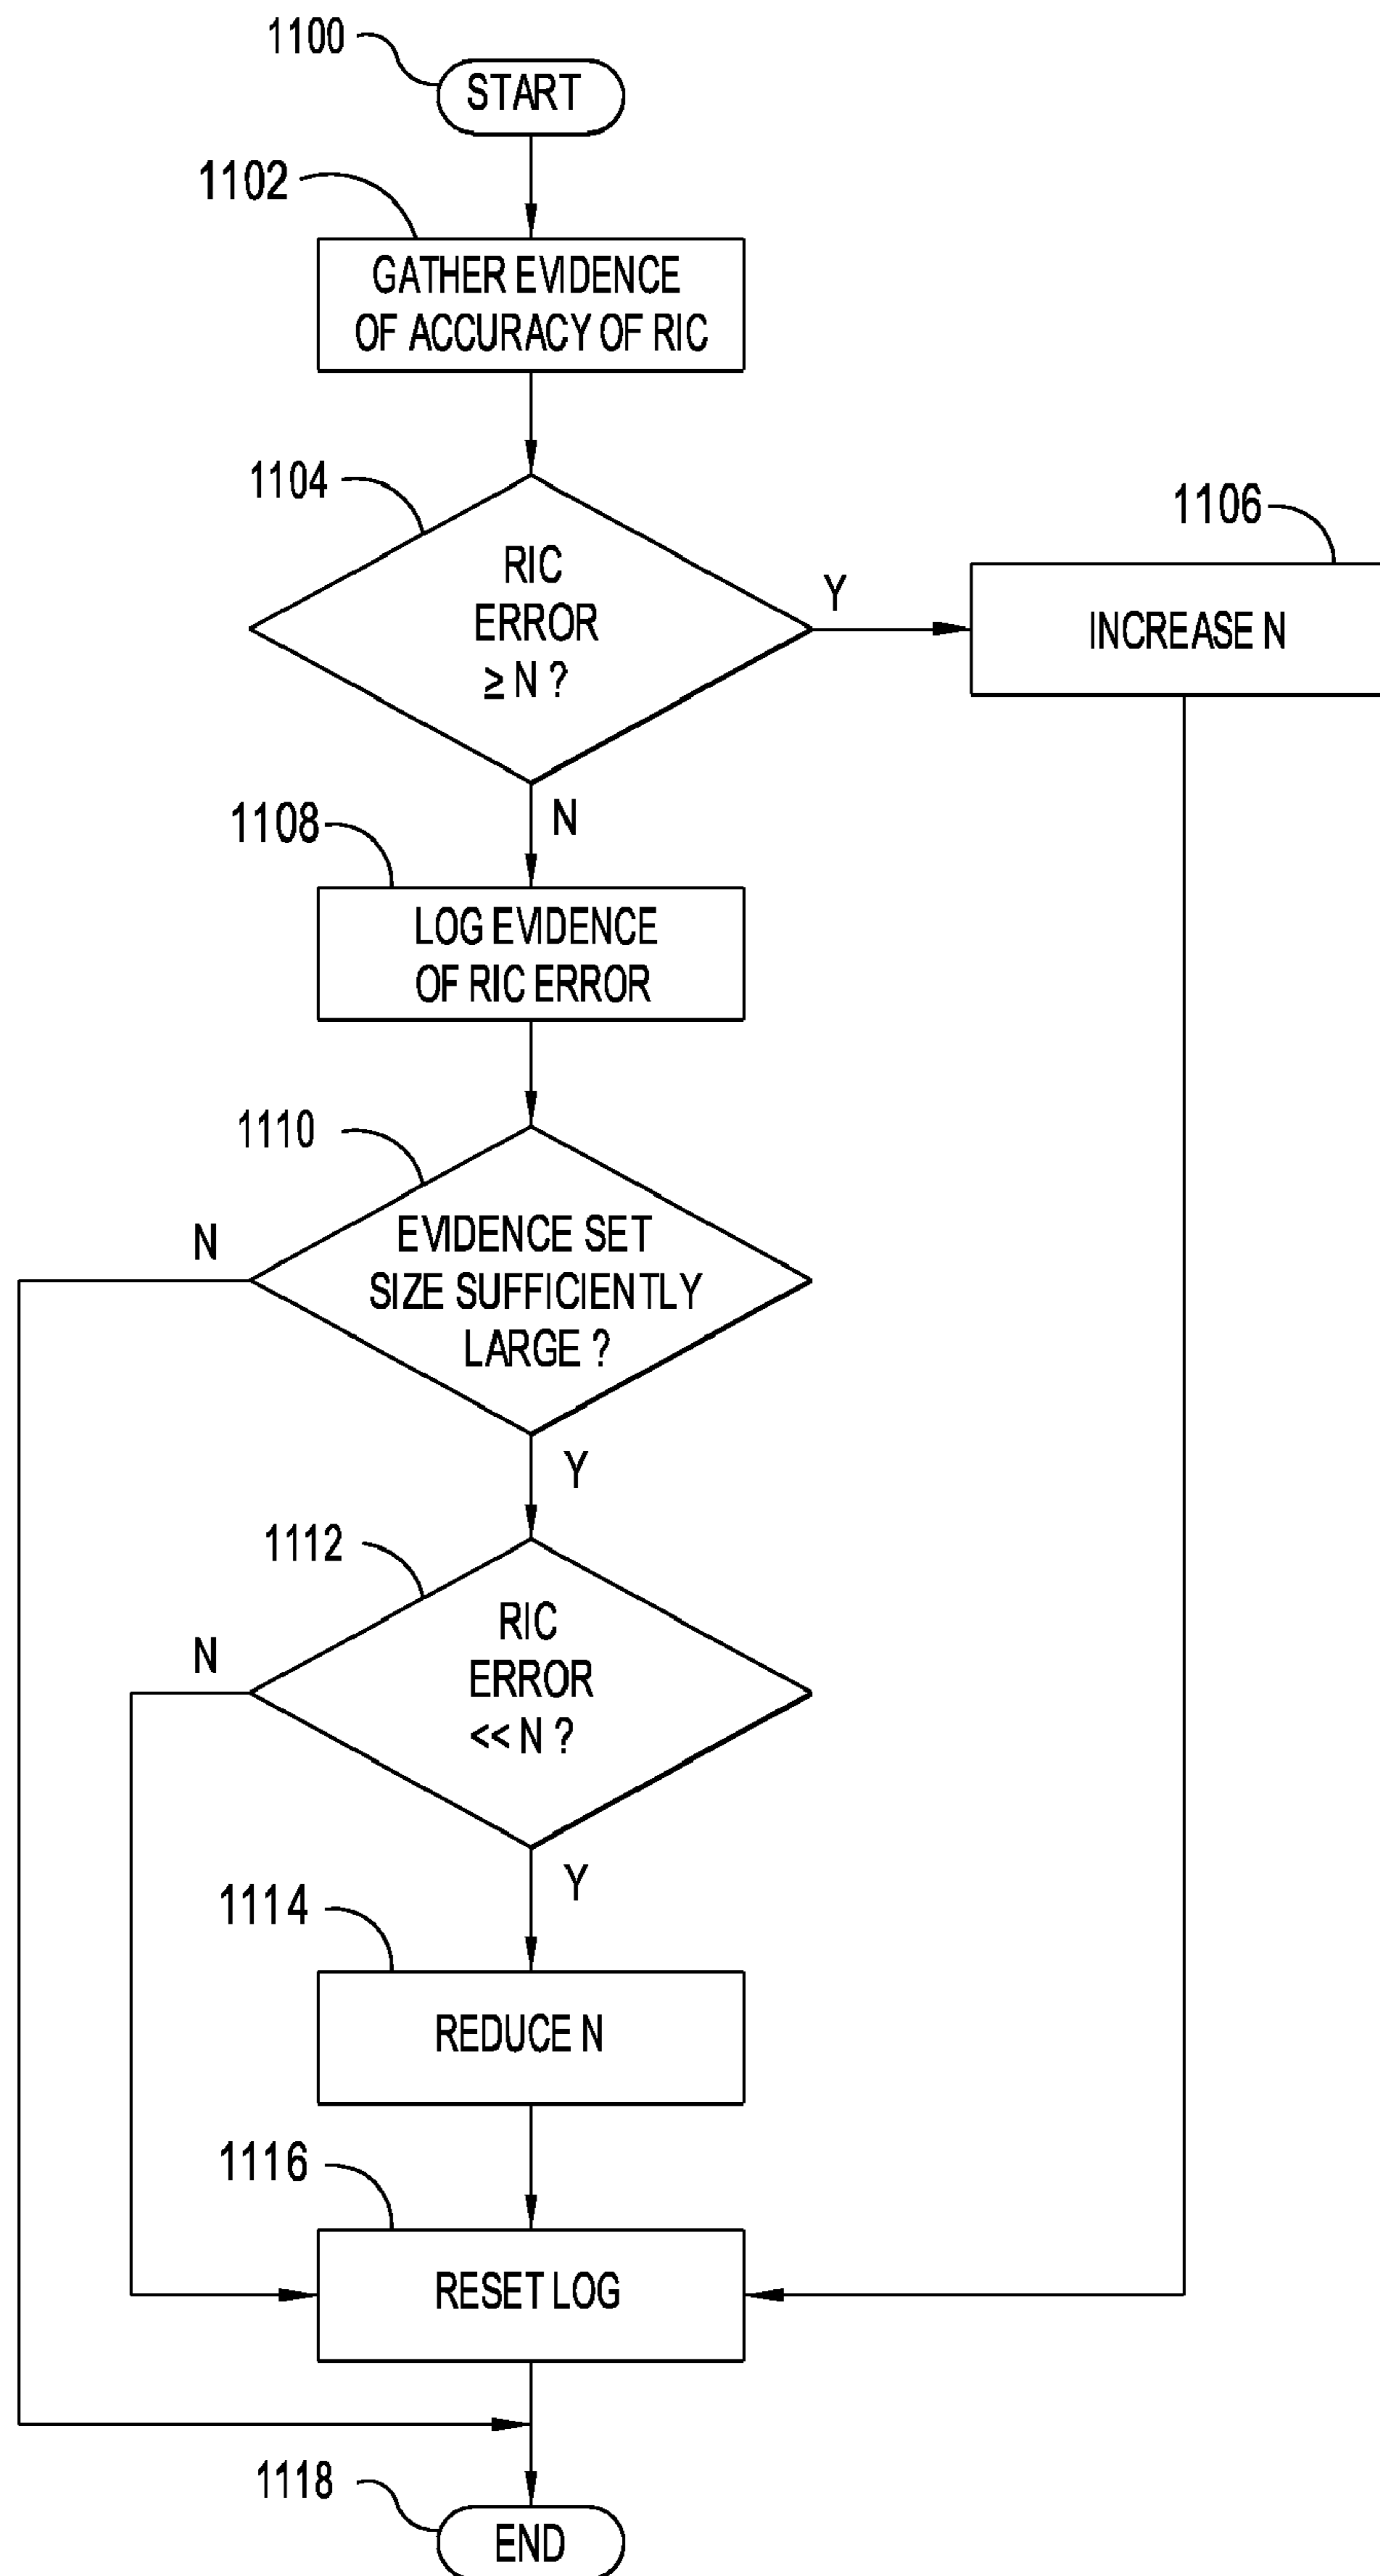 1100
START
1102
GATHER EVIDENCE
OF ACCURACY OF RIC
1104
RIC
ERROR
≥ N ?
Y
1106
INCREASE N
N
1108
LOG EVIDENCE
OF RIC ERROR
1110
EVIDENCE SET
SIZE SUFFICIENTLY
LARGE ?
N
Y
1112
RIC
ERROR
<< N ?
N
Y
1114
REDUCE N
1116
RESET LOG
1118
END